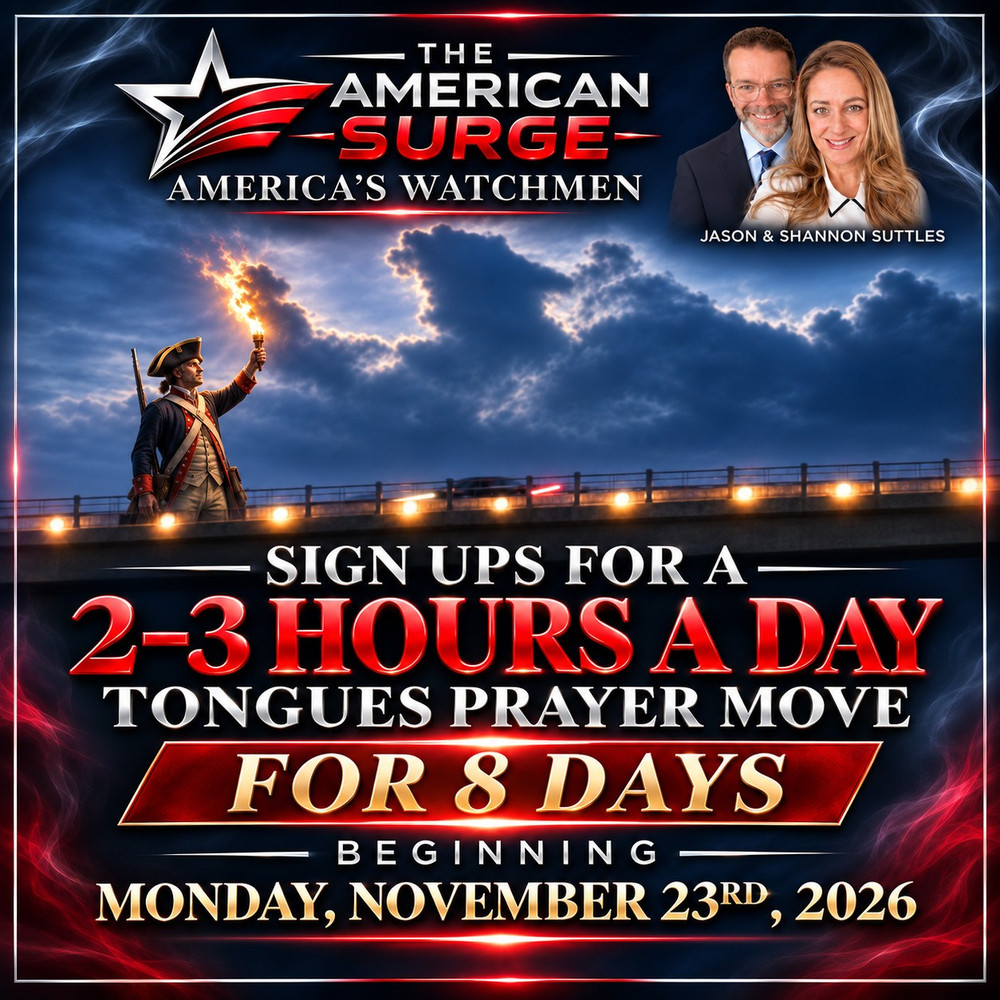 THE
AMERICAN
SURGE
AMERICA'S WATCHMEN
JASON & SHANNON SUTTLES
SIGN UPS FOR A
2-3 HOURS A DAY
TONGUES PRAYER MOVE
FOR 8 DAYS
BEGINNING
MONDAY, NOVEMBER 23RD, 2026